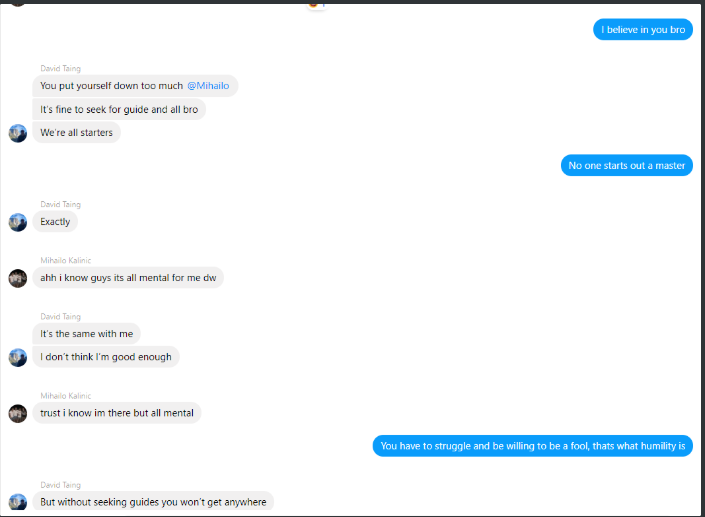 I believe in you bro
David Taing
You put yourself down too much @Mihailo
It's fine to seek for guide and all bro
We're all starters
No one starts out a master
David Taing
Exactly
Mihailo Kalinic
ahh i know guys its all mental for me dw
David Taing
It's the same with me
I don't think I'm good enough
Mihailo Kalinic
trust i know im there but all mental
You have to struggle and be willing to be a fool, thats what humility is
David Taing
But without seeking guides you won't get anywhere